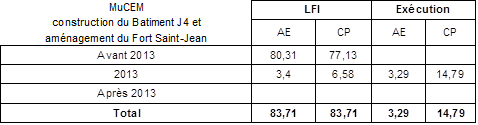 MuCEM
construction du Batiment J4 et
aménagement du Fort Saint-Jean
LFI Exécution
AE CP AE CP
Avant 2013 80,31 77,13
2013 3,4 6,58 3,29 14,79
Après 2013
Total 83,71 83,71 3,29 14,79